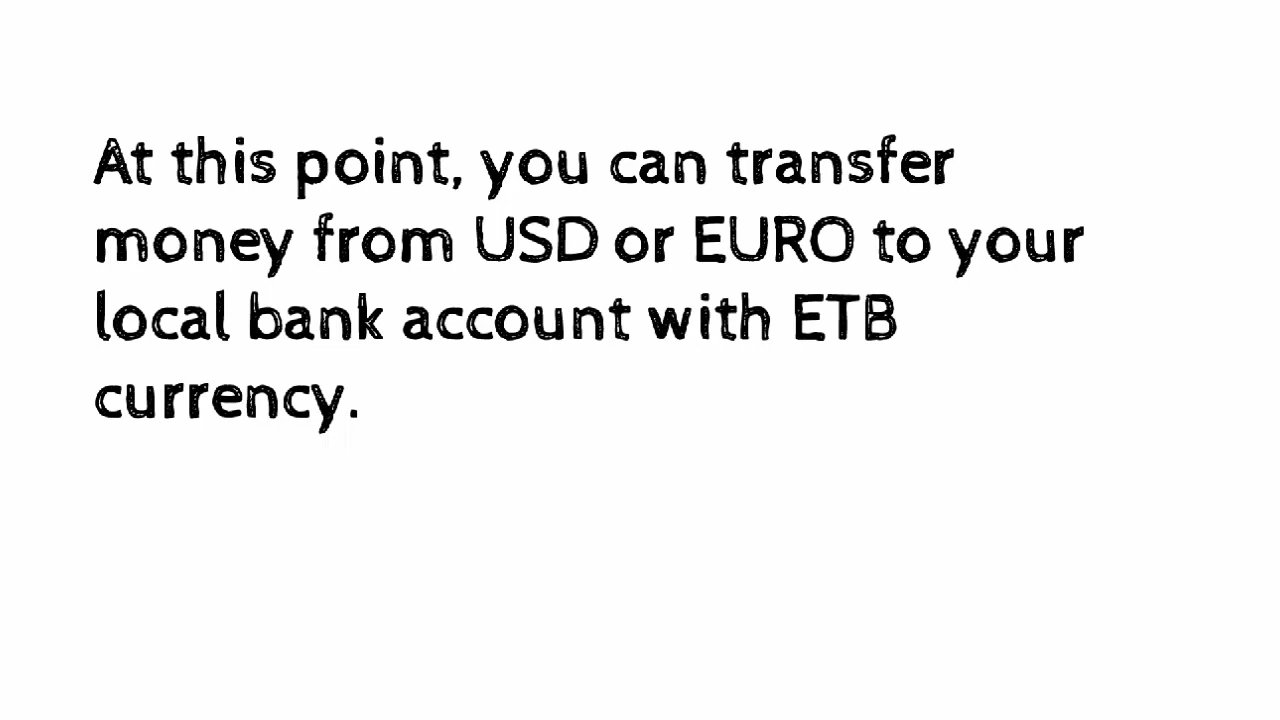 At this point, you can transfer
money from USD or EURO to your
local bank account with ETB
currency.